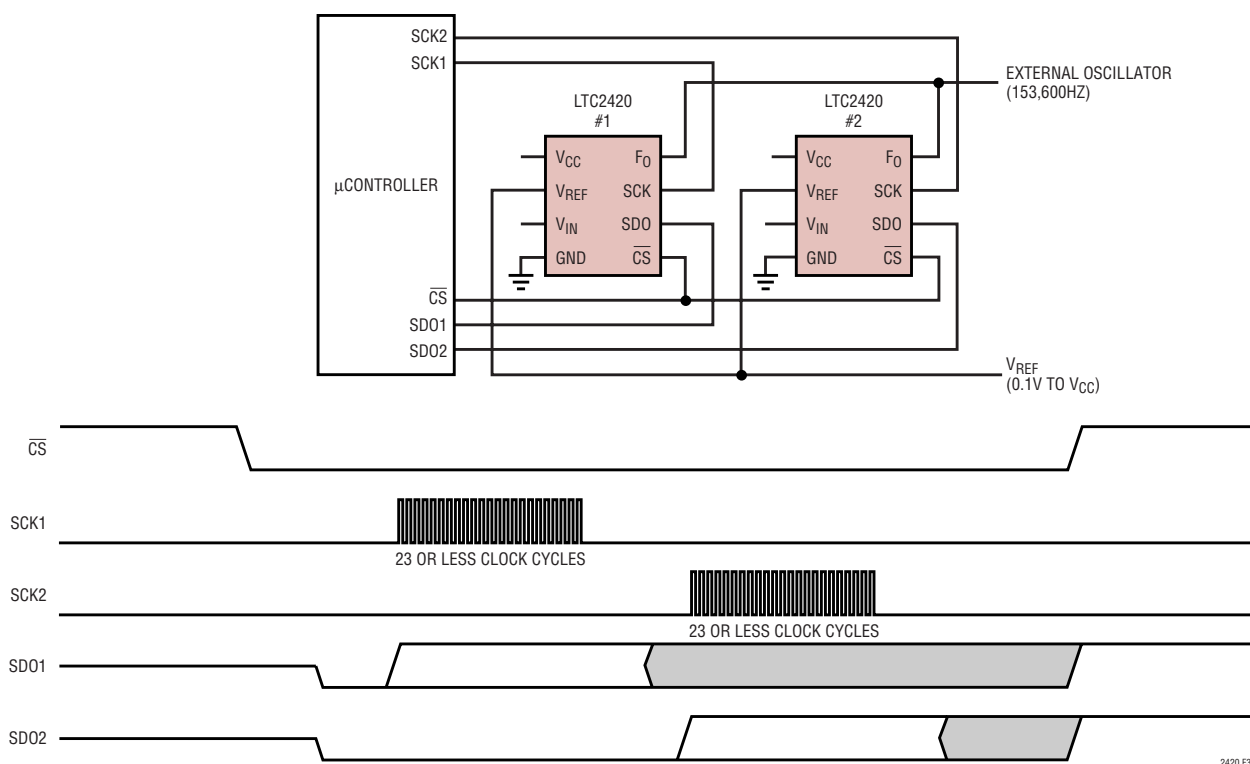 SCK2
SCK1
EXTERNAL OSCILLATOR
(153,600HZ)
LTC2420
#1
LTC2420
#2
µCONTROLLER
VCC
FO
VREF
SCK
VIN
SDO
GND
CS
VCC
FO
VREF
SCK
VIN
SDO
GND
CS
CS
SDO1
SDO2
VREF
(0.1V TO VCC)
CS
SCK1
23 OR LESS CLOCK CYCLES
SCK2
23 OR LESS CLOCK CYCLES
SDO1
SDO2